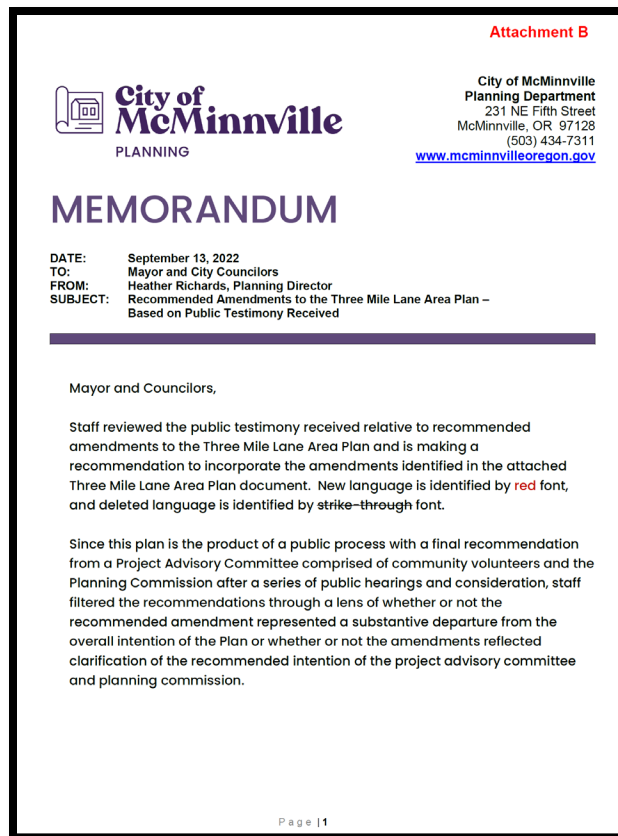 Attachment B
City of
McMinnville
PLANNING
City of McMinnville
Planning Department
231 NE Fifth Street
McMinnville, OR 97128
(503) 434-7311
www.mcminnvilleoregon.gov
MEMORANDUM
DATE: September 13, 2022
TO: Mayor and City Councilors
FROM: Heather Richards, Planning Director
SUBJECT: Recommended Amendments to the Three Mile Lane Area Plan –
Based on Public Testimony Received
Mayor and Councilors,
Staff reviewed the public testimony received relative to recommended
amendments to the Three Mile Lane Area Plan and is making a
recommendation to incorporate the amendments identified in the attached
Three Mile Lane Area Plan document. New language is identified by red font,
and deleted language is identified by strike-through font.
Since this plan is the product of a public process with a final recommendation
from a Project Advisory Committee comprised of community volunteers and the
Planning Commission after a series of public hearings and consideration, staff
filtered the recommendations through a lens of whether or not the
recommended amendment represented a substantive departure from the
overall intention of the Plan or whether or not the amendments reflected
clarification of the recommended intention of the project advisory committee
and planning commission.
Page | 1